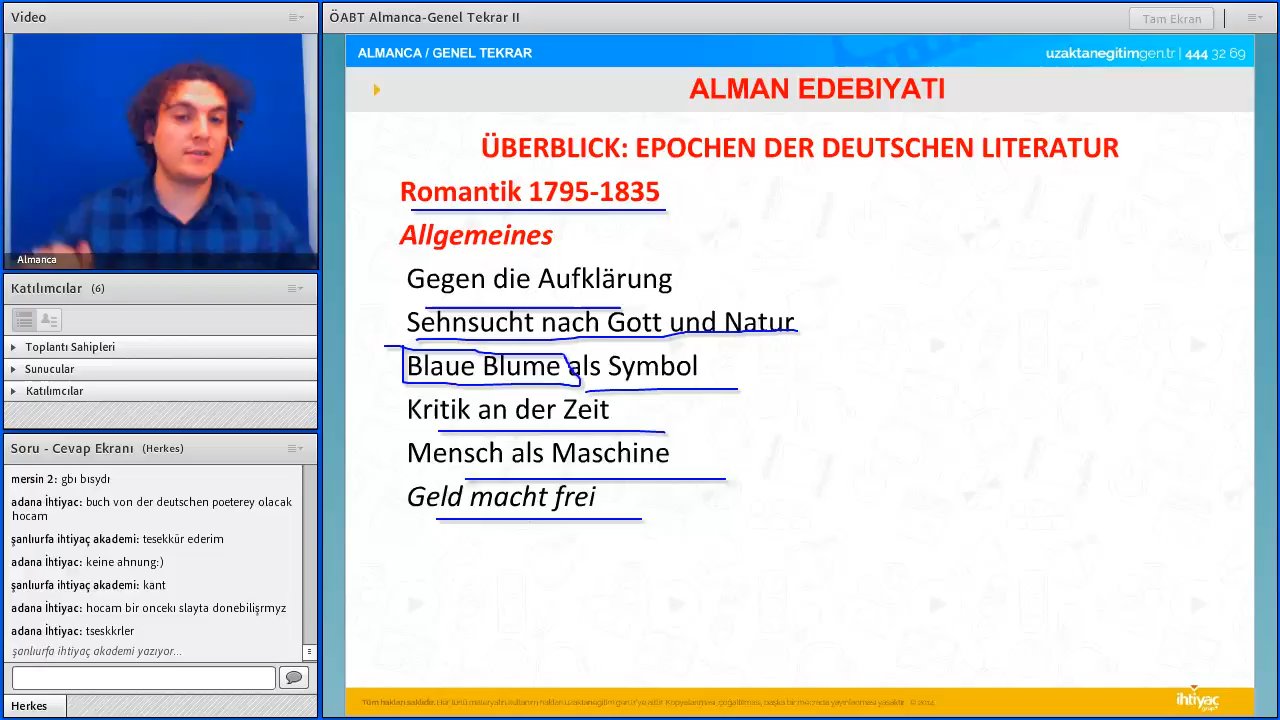 Video
Almanca
Katılımcılar (6)
Toplantı Sahipleri
Sunucular
Katılımcılar
Soru - Cevap Ekranı (Herkes)
mersin 2: gbı bısydı
adana İhtiyaç: buch von der deutschen poeterey olacak
hocam
şanlıurfa ihtiyaç akademi: tesekkür ederim
adana İhtiyaç: keine ahnung:)
şanlıurfa ihtiyaç akademi: kant
adana İhtiyaç: hocam bir oncekı slayta donebilişrmyz
adana İhtiyaç: tseskkrler
şanlıurfa ihtiyaç akademi yazıyor...
Herkes
ÖABT Almanca-Genel Tekrar II
Tam Ekran
ALMANCA / GENEL TEKRAR
uzaktanegitimgen.tr | 444 32 69
ALMAN EDEBIYATI
ÜBERBLICK: EPOCHEN DER DEUTSCHEN LITERATUR
Romantik 1795-1835
Allgemeines
Gegen die Aufklärung
Sehnsucht nach Gott und Natur
Blaue Blume als Symbol
Kritik an der Zeit
Mensch als Maschine
Geld macht frei
ihtiyaç